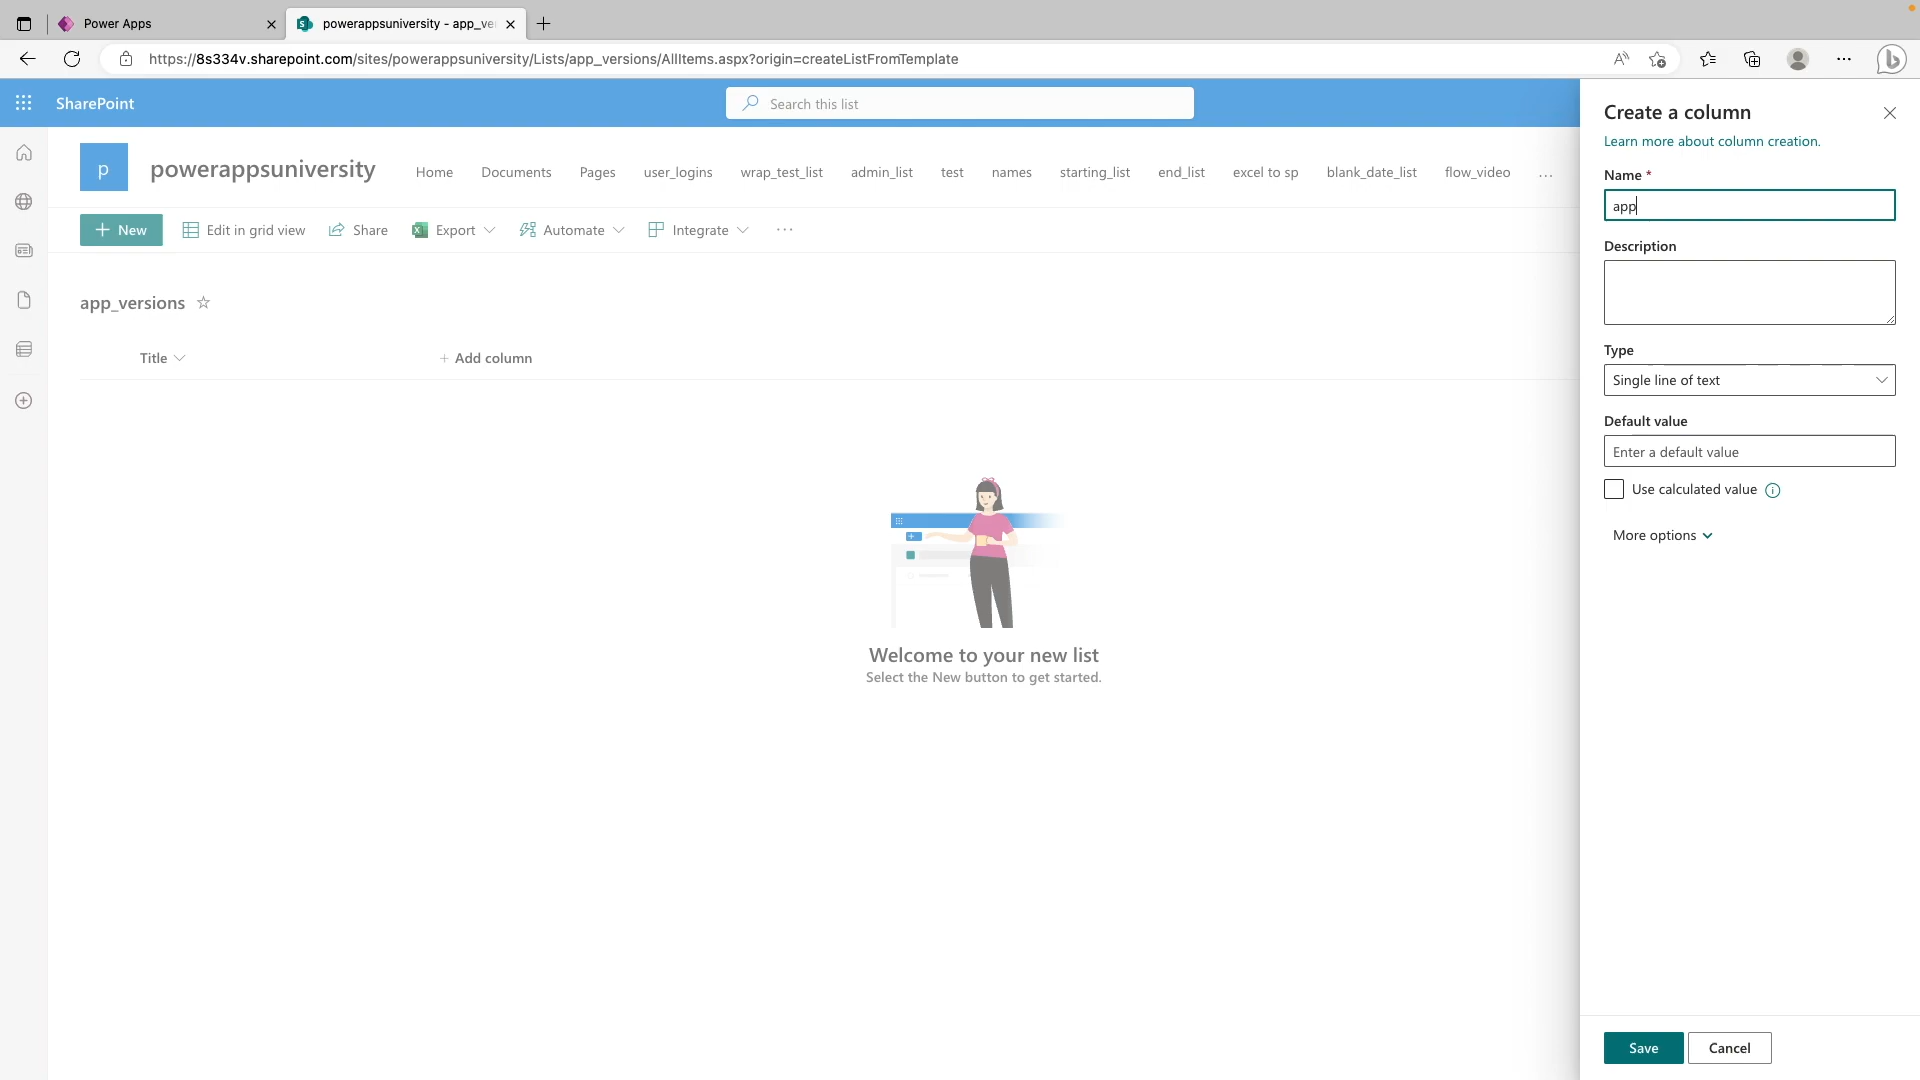 Power Apps
powerappsuniversity - app_ve
https://8s334v.sharepoint.com/sites/powerappsuniversity/Lists/app_versions/AllItems.aspx?origin=createListFromTemplate
SharePoint
Search this list
p
powerappsuniversity
Home Documents Pages user_logins wrap_test_list admin_list test names starting_list end_list excel to sp blank_date_list flow_video ...
+ New Edit in grid view Share Export Automate Integrate ...
app_versions
Title + Add column
Welcome to your new list
Select the New button to get started.
Create a column
Learn more about column creation.
Name *
app
Description
Type
Single line of text
Default value
Enter a default value
Use calculated value
More options
Save Cancel